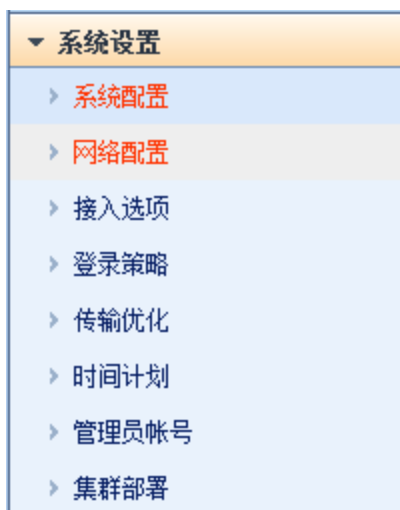 系统设置
系统配置
网络配置
接入选项
登录策略
传输优化
时间计划
管理员帐号
集群部署